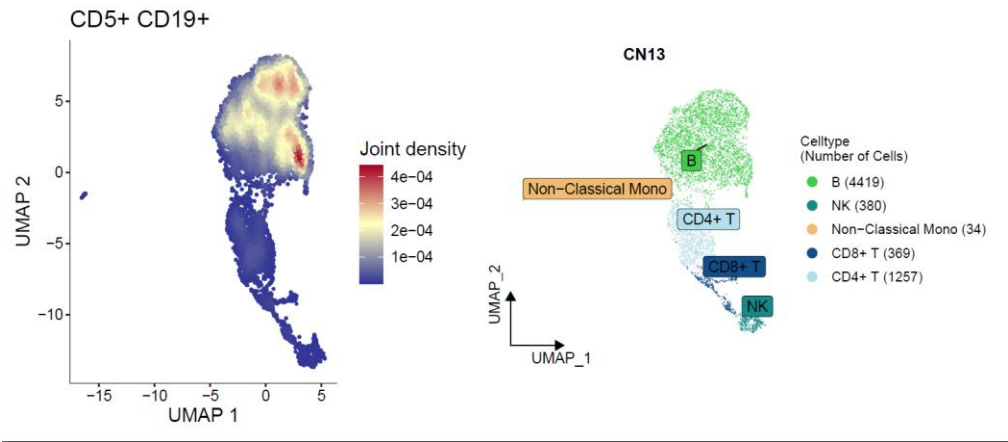 CD5+ CD19+
5
0
−5
−10
−15
−10
−5
0
5
UMAP 1
UMAP 2
Joint density
4e−04
3e−04
2e−04
1e−04
CN13
B
Non−Classical Mono
CD4+ T
CD8+ T
NK
UMAP_2
UMAP_1
Celltype
(Number of Cells)
B (4419)
NK (380)
Non−Classical Mono (34)
CD8+ T (369)
CD4+ T (1257)